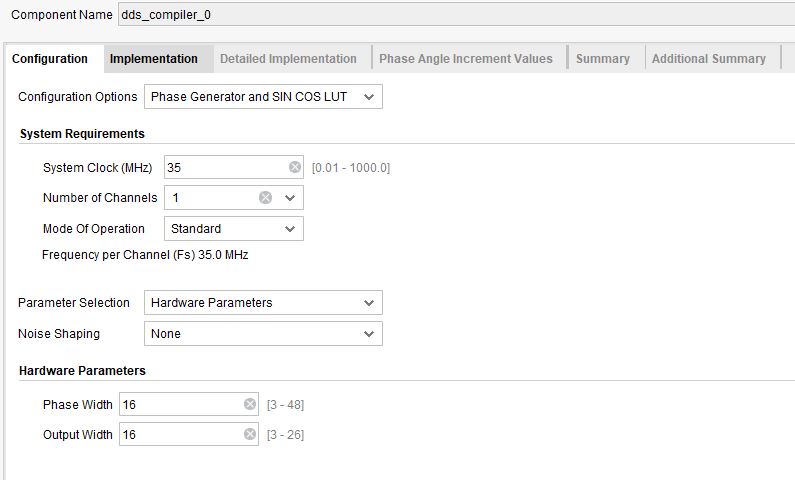 Component Name dds_compiler_0
Configuration Implementation Detailed Implementation Phase Angle Increment Values Summary Additional Summary
Configuration Options Phase Generator and SIN COS LUT
System Requirements
System Clock (MHz) 35 [0.01 - 1000.0]
Number of Channels 1
Mode Of Operation Standard
Frequency per Channel (Fs) 35.0 MHz
Parameter Selection Hardware Parameters
Noise Shaping None
Hardware Parameters
Phase Width 16 [3 - 48]
Output Width 16 [3 - 26]